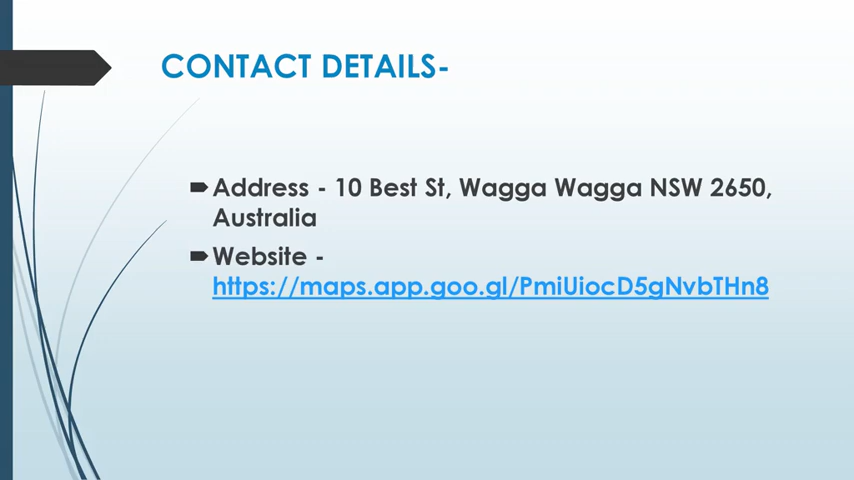 CONTACT DETAILS-
Address - 10 Best St, Wagga Wagga NSW 2650,
Australia
Website -
https://maps.app.goo.gl/PmiUiocD5gNvbTHn8